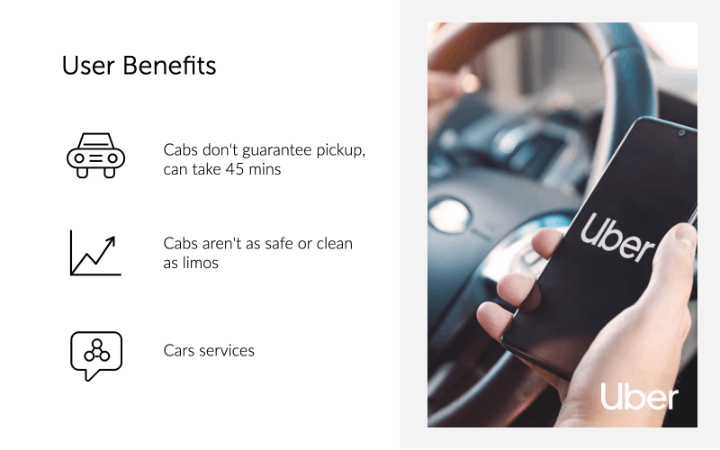 User Benefits
Cabs don't guarantee pickup,
can take 45 mins
Cabs aren't as safe or clean
as limos
Cars services
Uber
Uber